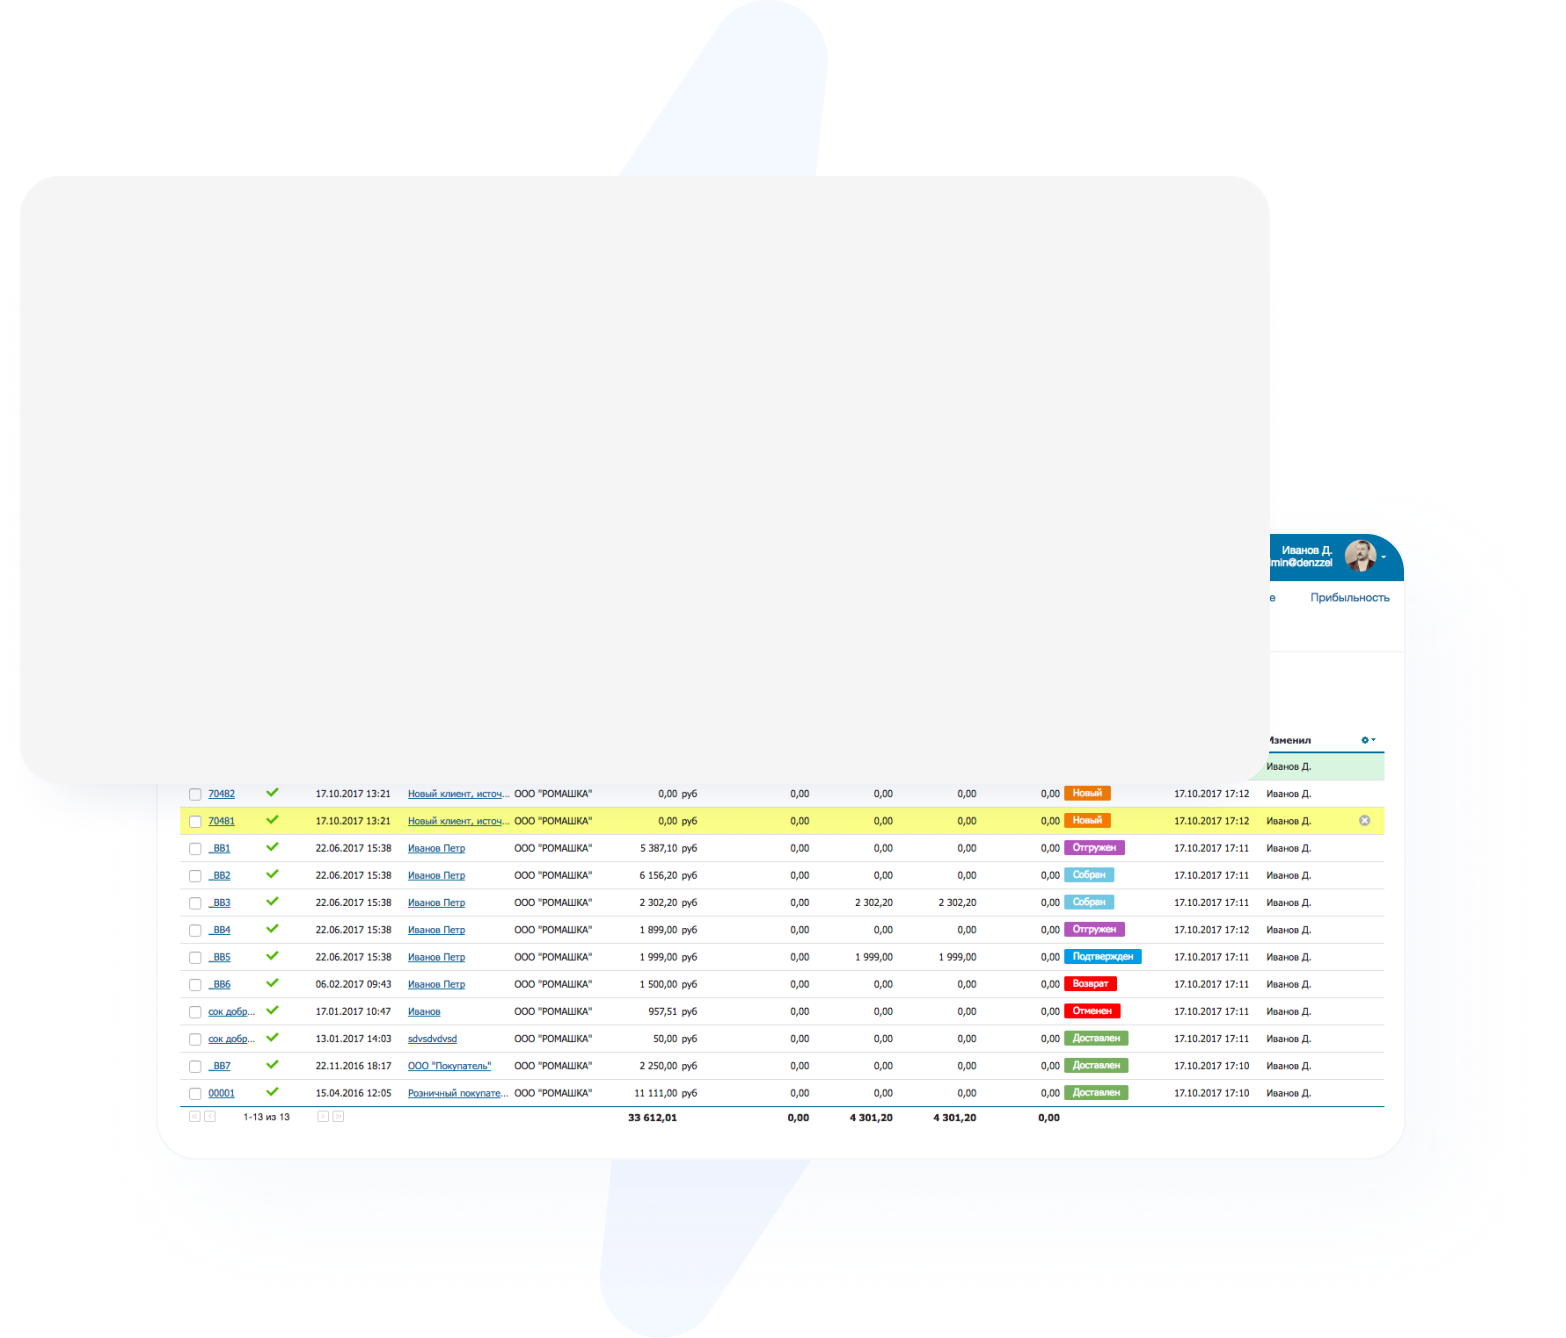 Иванов Д.
dmin@denzzel
е Прибыльность
Изменил
Иванов Д.
70482 17.10.2017 13:21 Новый клиент, источ... ООО "РОМАШКА" 0,00 руб 0,00 0,00 0,00 0,00 Новый 17.10.2017 17:12 Иванов Д.
70481 17.10.2017 13:21 Новый клиент, источ... ООО "РОМАШКА" 0,00 руб 0,00 0,00 0,00 0,00 Новый 17.10.2017 17:12 Иванов Д.
_BB1 22.06.2017 15:38 Иванов Петр ООО "РОМАШКА" 5 387,10 руб 0,00 0,00 0,00 0,00 Отгружен 17.10.2017 17:11 Иванов Д.
_BB2 22.06.2017 15:38 Иванов Петр ООО "РОМАШКА" 6 156,20 руб 0,00 0,00 0,00 0,00 Собран 17.10.2017 17:11 Иванов Д.
_BB3 22.06.2017 15:38 Иванов Петр ООО "РОМАШКА" 2 302,20 руб 0,00 2 302,20 2 302,20 0,00 Собран 17.10.2017 17:11 Иванов Д.
_BB4 22.06.2017 15:38 Иванов Петр ООО "РОМАШКА" 1 899,00 руб 0,00 0,00 0,00 0,00 Отгружен 17.10.2017 17:12 Иванов Д.
_BB5 22.06.2017 15:38 Иванов Петр ООО "РОМАШКА" 1 999,00 руб 0,00 1 999,00 1 999,00 0,00 Подтвержден 17.10.2017 17:11 Иванов Д.
_BB6 06.02.2017 09:43 Иванов Петр ООО "РОМАШКА" 1 500,00 руб 0,00 0,00 0,00 0,00 Возврат 17.10.2017 17:11 Иванов Д.
сок добр... 17.01.2017 10:47 Иванов ООО "РОМАШКА" 957,51 руб 0,00 0,00 0,00 0,00 Отменен 17.10.2017 17:11 Иванов Д.
сок добр... 13.01.2017 14:03 sdvsdvdvsd ООО "РОМАШКА" 50,00 руб 0,00 0,00 0,00 0,00 Доставлен 17.10.2017 17:11 Иванов Д.
_BB7 22.11.2016 18:17 ООО "Покупатель" ООО "РОМАШКА" 2 250,00 руб 0,00 0,00 0,00 0,00 Доставлен 17.10.2017 17:10 Иванов Д.
00001 15.04.2016 12:05 Розничный покупате... ООО "РОМАШКА" 11 111,00 руб 0,00 0,00 0,00 0,00 Доставлен 17.10.2017 17:10 Иванов Д.
1-13 из 13 33 612,01 0,00 4 301,20 4 301,20 0,00